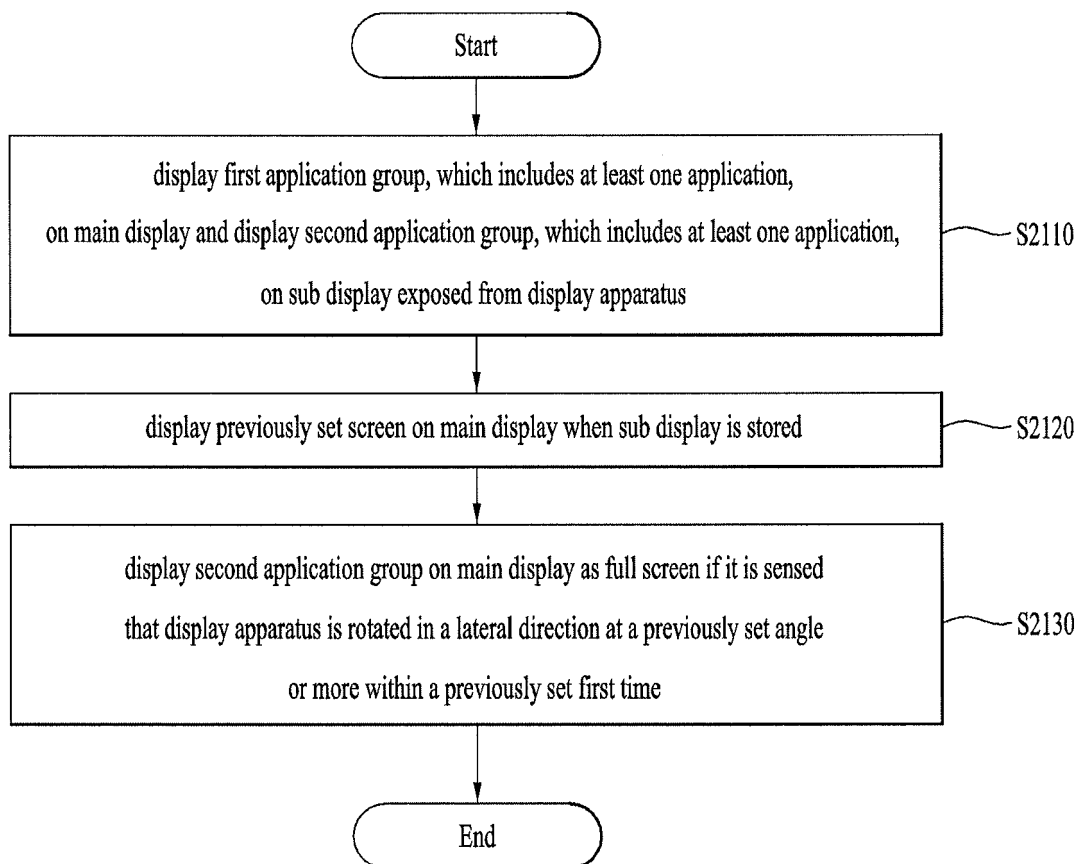 Start
display first application group, which includes at least one application,
on main display and display second application group, which includes at least one application,
on sub display exposed from display apparatus
S2110
display previously set screen on main display when sub display is stored
S2120
display second application group on main display as full screen if it is sensed
that display apparatus is rotated in a lateral direction at a previously set angle
or more within a previously set first time
S2130
End